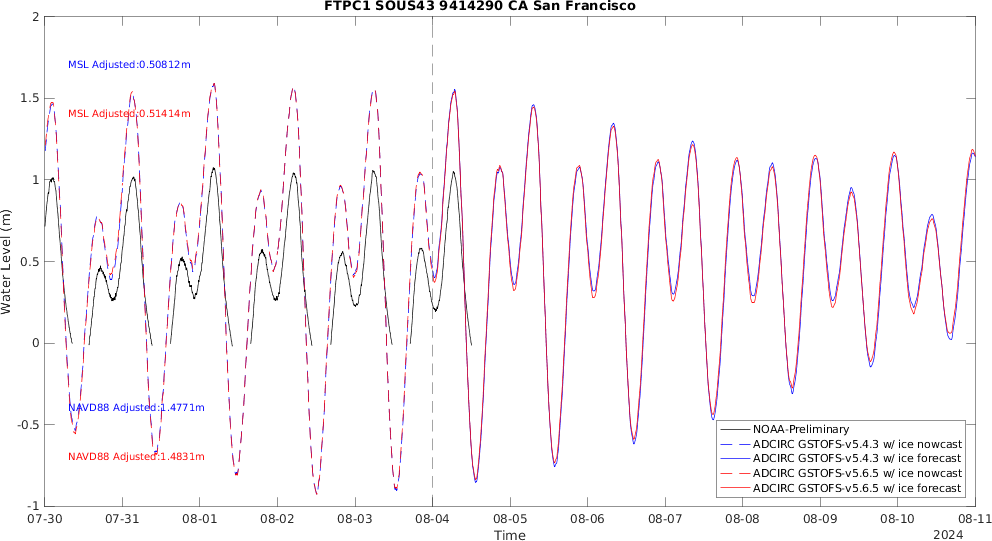 FTPC1 SOUS43 9414290 CA San Francisco
2
1.5
1
0.5
0
-0.5
-1
Water Level (m)
MSL Adjusted:0.50812m
MSL Adjusted:0.51414m
NAVD88 Adjusted:1.4771m
NAVD88 Adjusted:1.4831m
NOAA-Preliminary
ADCIRC GSTOFS-v5.4.3 w/ ice nowcast
ADCIRC GSTOFS-v5.4.3 w/ ice forecast
ADCIRC GSTOFS-v5.6.5 w/ ice nowcast
ADCIRC GSTOFS-v5.6.5 w/ ice forecast
07-30 07-31 08-01 08-02 08-03 08-04 08-05 08-06 08-07 08-08 08-09 08-10 08-11
Time
2024